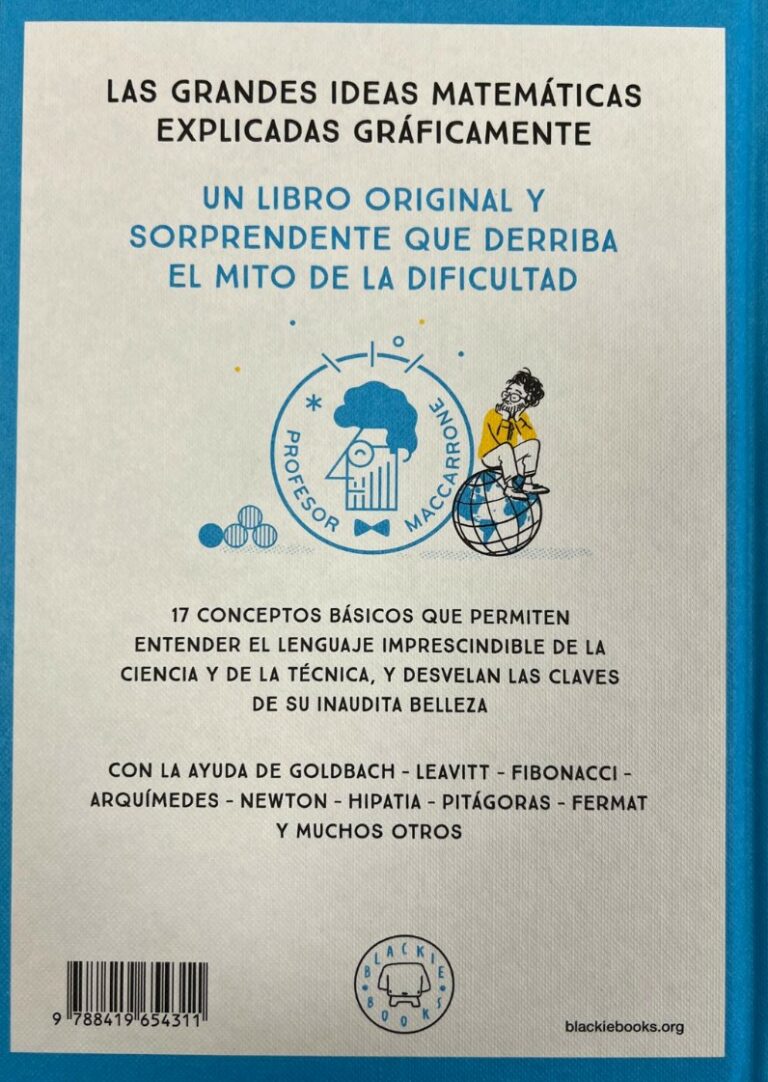 LAS GRANDES IDEAS MATEMÁTICAS
EXPLICADAS GRÁFICAMENTE
UN LIBRO ORIGINAL Y
SORPRENDENTE QUE DERRIBA
EL MITO DE LA DIFICULTAD
PROFESOR MACCARRONE
17 CONCEPTOS BÁSICOS QUE PERMITEN
ENTENDER EL LENGUAJE IMPRESCINDIBLE DE LA
CIENCIA Y DE LA TÉCNICA, Y DESVELAN LAS CLAVES
DE SU INAUDITA BELLEZA
CON LA AYUDA DE GOLDBACH - LEAVITT - FIBONACCI -
ARQUÍMEDES - NEWTON - HIPATIA - PITÁGORAS - FERMAT
Y MUCHOS OTROS
9 788419 654311
BLACKIE BOOKS
blackiebooks.org